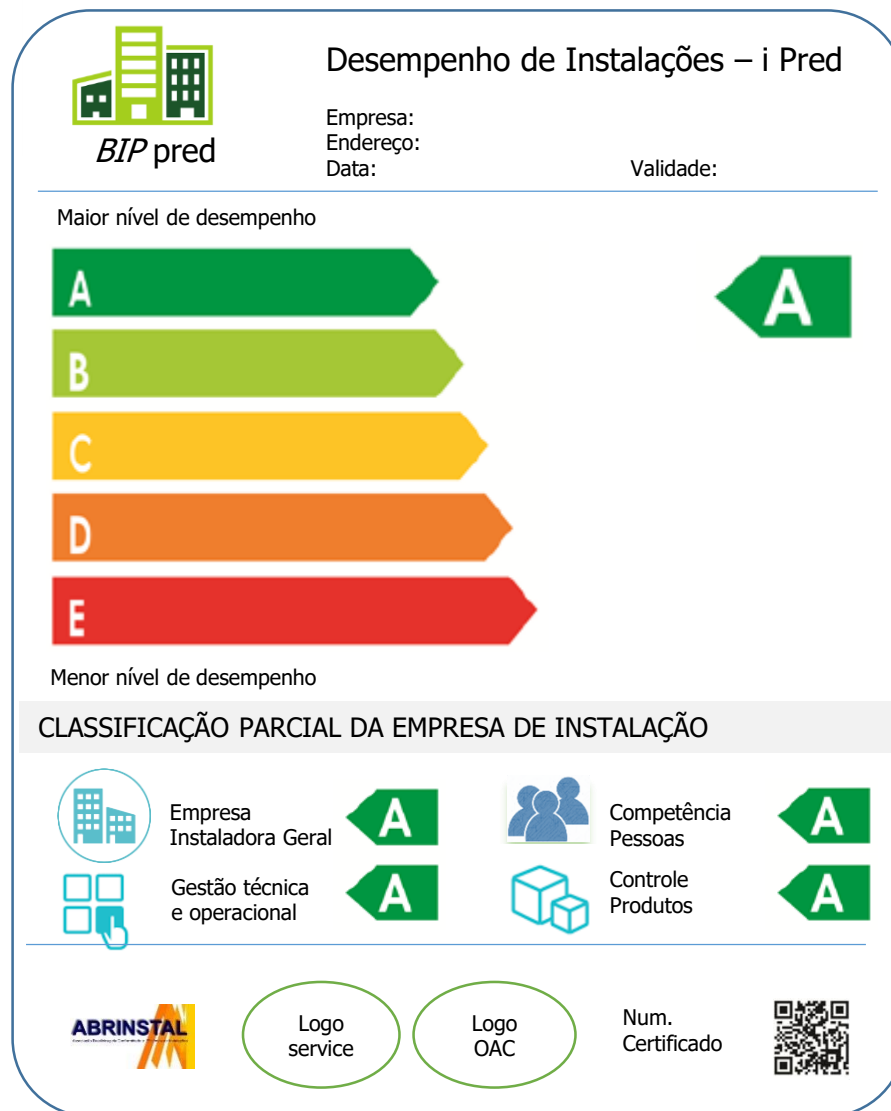 BIP pred
Desempenho de Instalações – i Pred
Empresa:
Endereço:
Data:
Validade:
Maior nível de desempenho
A
A
B
C
D
E
Menor nível de desempenho
CLASSIFICAÇÃO PARCIAL DA EMPRESA DE INSTALAÇÃO
Empresa
Instaladora Geral
A
Competência
Pessoas
A
Gestão técnica
e operacional
A
Controle
Produtos
A
ABRINSTAL
Logo
service
Logo
OAC
Num.
Certificado